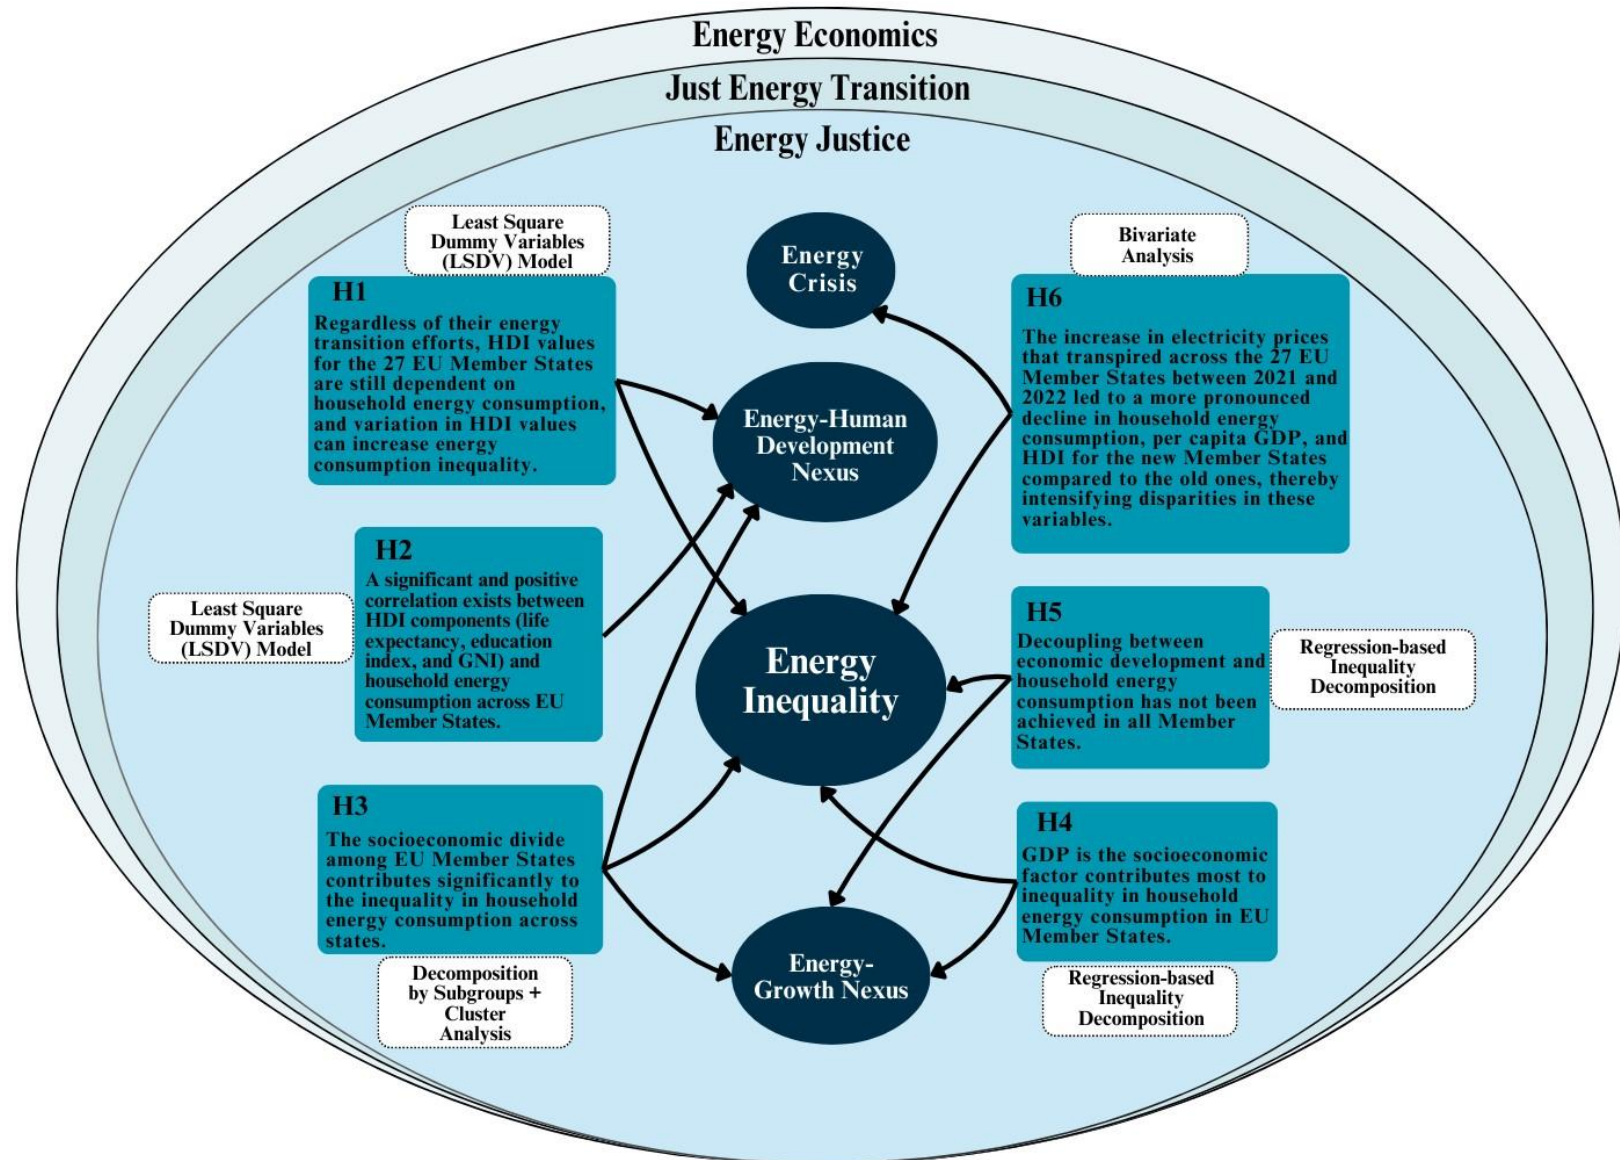 Energy Economics
Just Energy Transition
Energy Justice
Least Square
Dummy Variables
(LSDV) Model
H1
Regardless of their energy
transition efforts, HDI values
for the 27 EU Member States
are still dependent on
household energy consumption,
and variation in HDI values
can increase energy
consumption inequality.
Least Square
Dummy Variables
(LSDV) Model
H2
A significant and positive
correlation exists between
HDI components (life
expectancy, education
index, and GNI) and
household energy
consumption across EU
Member States.
H3
The socioeconomic divide
among EU Member States
contributes significantly to
the inequality in household
energy consumption across
states.
Decomposition
by Subgroups +
Cluster
Analysis
Energy
Crisis
Energy-Human
Development
Nexus
Energy
Inequality
Energy-
Growth Nexus
Bivariate
Analysis
H6
The increase in electricity prices
that transpired across the 27 EU
Member States between 2021 and
2022 led to a more pronounced
decline in household energy
consumption, per capita GDP, and
HDI for the new Member States
compared to the old ones, thereby
intensifying disparities in these
variables.
H5
Decoupling between
economic development and
household energy
consumption has not been
achieved in all Member
States.
Regression-based
Inequality
Decomposition
H4
GDP is the socioeconomic
factor contributes most to
inequality in household
energy consumption in EU
Member States.
Regression-based
Inequality
Decomposition